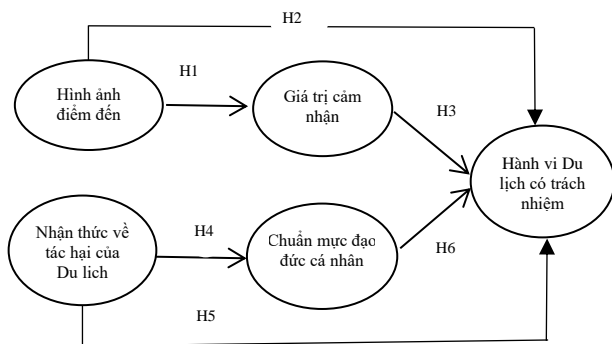 H2
H1
Hình ảnh
điểm đến
Giá trị cảm
nhận
H3
Hành vi Du
lịch có trách
nhiệm
Nhận thức về
tác hại của
Du lich
H4
Chuẩn mực đạo
đức cá nhân
H6
H5